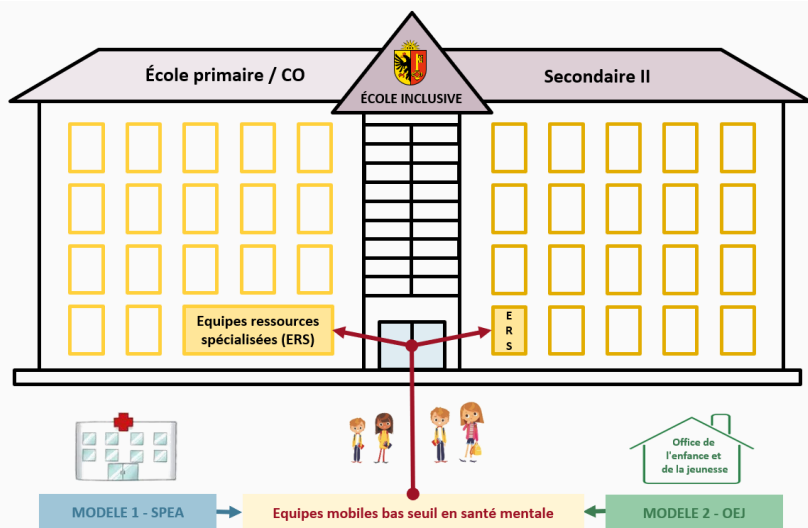 École primaire / CO
ÉCOLE INCLUSIVE
Secondaire II
Equipes ressources
spécialisées (ERS)
E
R
S
Office de
l'enfance et
de la jeunesse
MODELE 1 - SPEA
Equipes mobiles bas seuil en santé mentale
MODELE 2 - OEJ